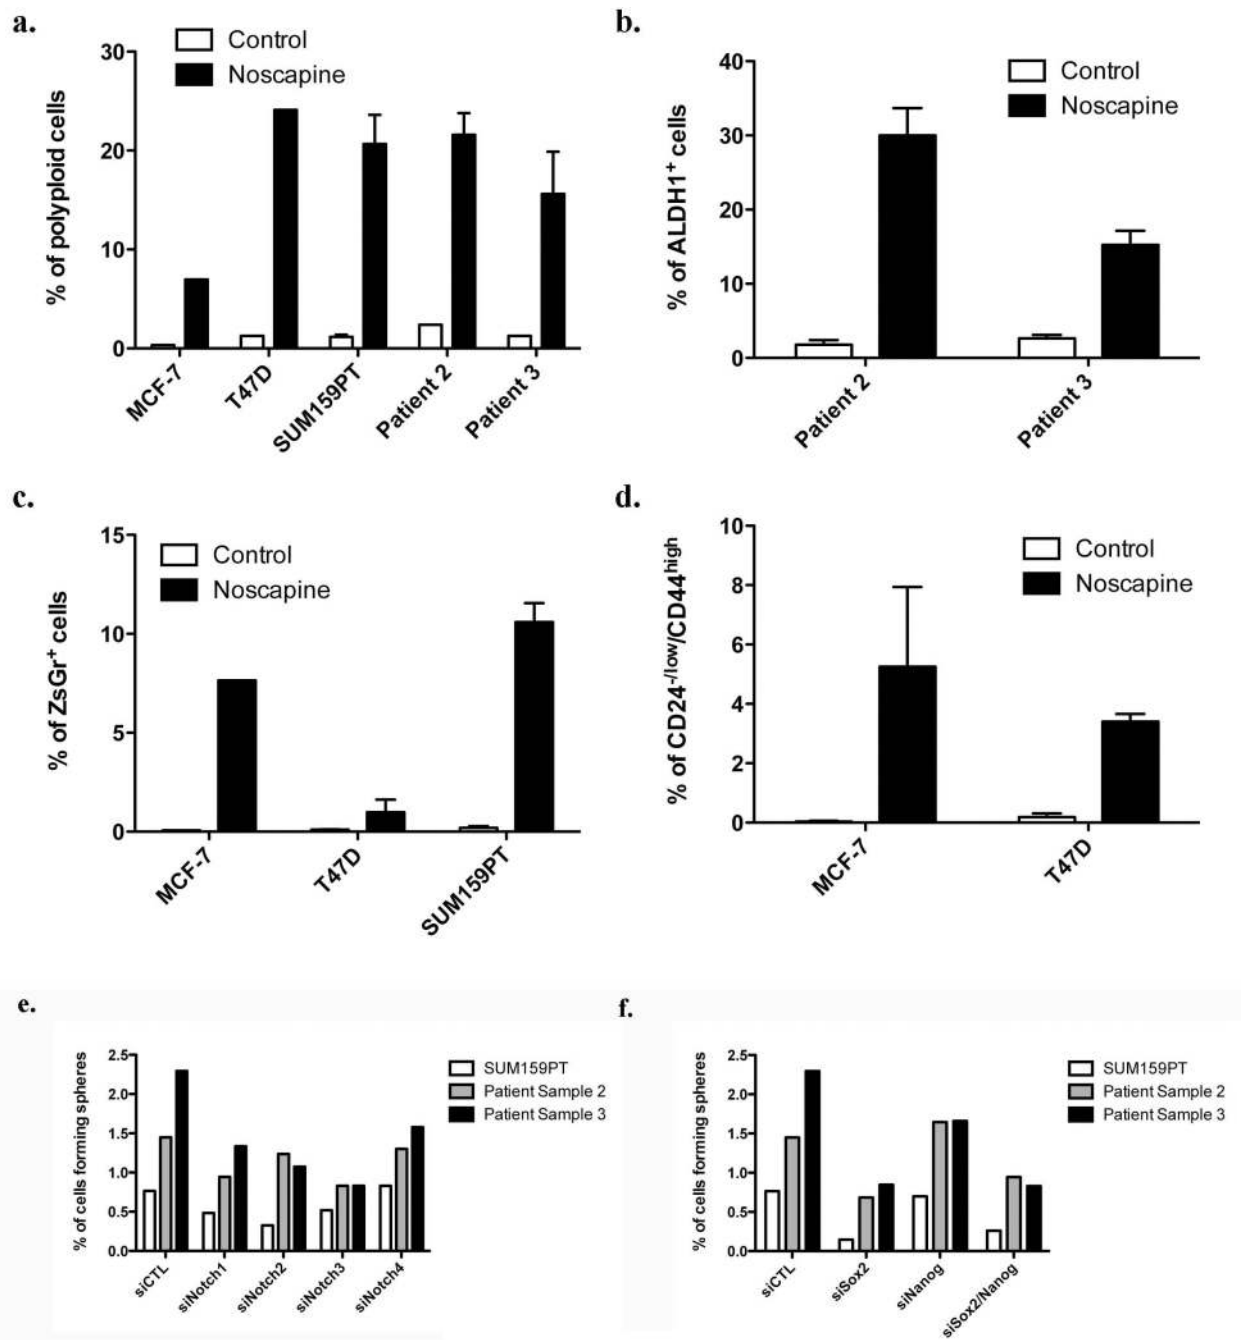 a.
Control
Noscapine
% of polyploid cells
30
20
10
0
MCF-7
T47D
SUM159PT
Patient 2
Patient 3
b.
Control
Noscapine
% of ALDH1+ cells
40
30
20
10
0
Patient 2
Patient 3
c.
Control
Noscapine
% of ZsGr+ cells
15
10
5
0
MCF-7
T47D
SUM159PT
d.
Control
Noscapine
% of CD24-/low/CD44high
10
8
6
4
2
0
MCF-7
T47D
e.
% of cells forming spheres
2.5
2.0
1.5
1.0
0.5
0.0
siCTL
siNotch1
siNotch2
siNotch3
siNotch4
SUM159PT
Patient Sample 2
Patient Sample 3
f.
% of cells forming spheres
2.5
2.0
1.5
1.0
0.5
0.0
siCTL
siSox2
siNanog
siSox2/Nanog
SUM159PT
Patient Sample 2
Patient Sample 3